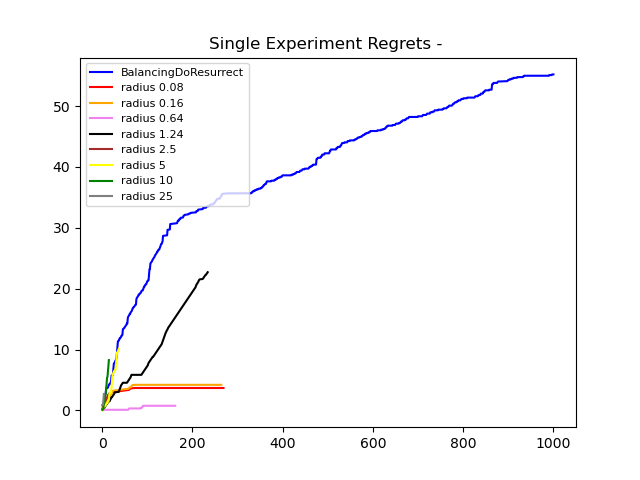 Single Experiment Regrets -
BalancingDoResurrect
radius 0.08
radius 0.16
radius 0.64
radius 1.24
radius 2.5
radius 5
radius 10
radius 25
50
40
30
20
10
0
0 200 400 600 800 1000